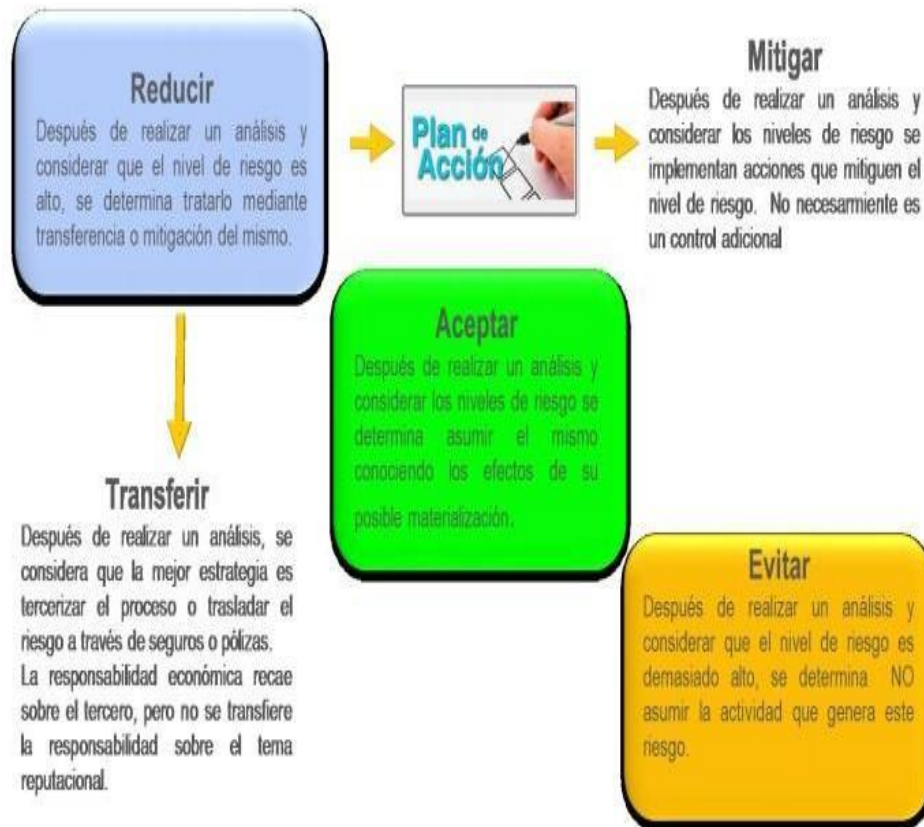 Reducir
Después de realizar un análisis y
considerar que el nivel de riesgo es
alto, se determina tratarlo mediante
transferencia o mitigación del mismo.
Plan de
Acción
Mitigar
Después de realizar un análisis y
considerar los niveles de riesgo se
implementan acciones que mitiguen el
nivel de riesgo. No necesarmiente es
un control adicional
Aceptar
Después de realizar un análisis y
considerar los niveles de riesgo se
determina asumir el mismo
conociendo los efectos de su
posible materialización.
Transferir
Después de realizar un análisis, se
considera que la mejor estrategia es
tercerizar el proceso o trasladar el
riesgo a través de seguros o pólizas.
La responsabilidad económica recae
sobre el tercero, pero no se transfiere
la responsabilidad sobre el tema
reputacional.
Evitar
Después de realizar un análisis y
considerar que el nivel de riesgo es
demasiado alto, se determina NO
asumir la actividad que genera este
riesgo.